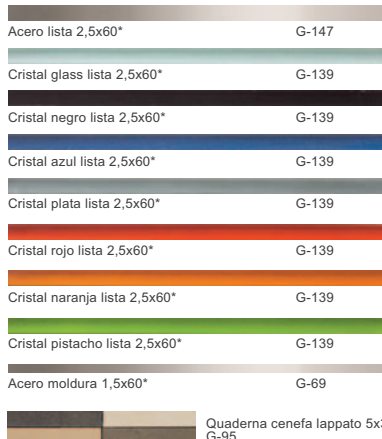 Acero lista 2,5x60* G-147
Cristal glass lista 2,5x60* G-139
Cristal negro lista 2,5x60* G-139
Cristal azul lista 2,5x60* G-139
Cristal plata lista 2,5x60* G-139
Cristal rojo lista 2,5x60* G-139
Cristal naranja lista 2,5x60* G-139
Cristal pistacho lista 2,5x60* G-139
Acero moldura 1,5x60* G-69
Quaderna cenefa lappato
G-95